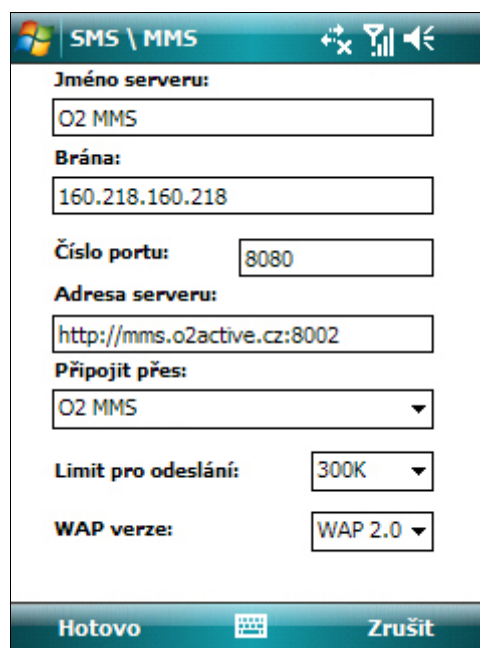 SMS \ MMS
Jméno serveru:
O2 MMS
Brána:
160.218.160.218
Číslo portu: 8080
Adresa serveru:
http://mms.o2active.cz:8002
Připojit přes:
O2 MMS
Limit pro odeslání: 300K
WAP verze: WAP 2.0
Hotovo Zrušit